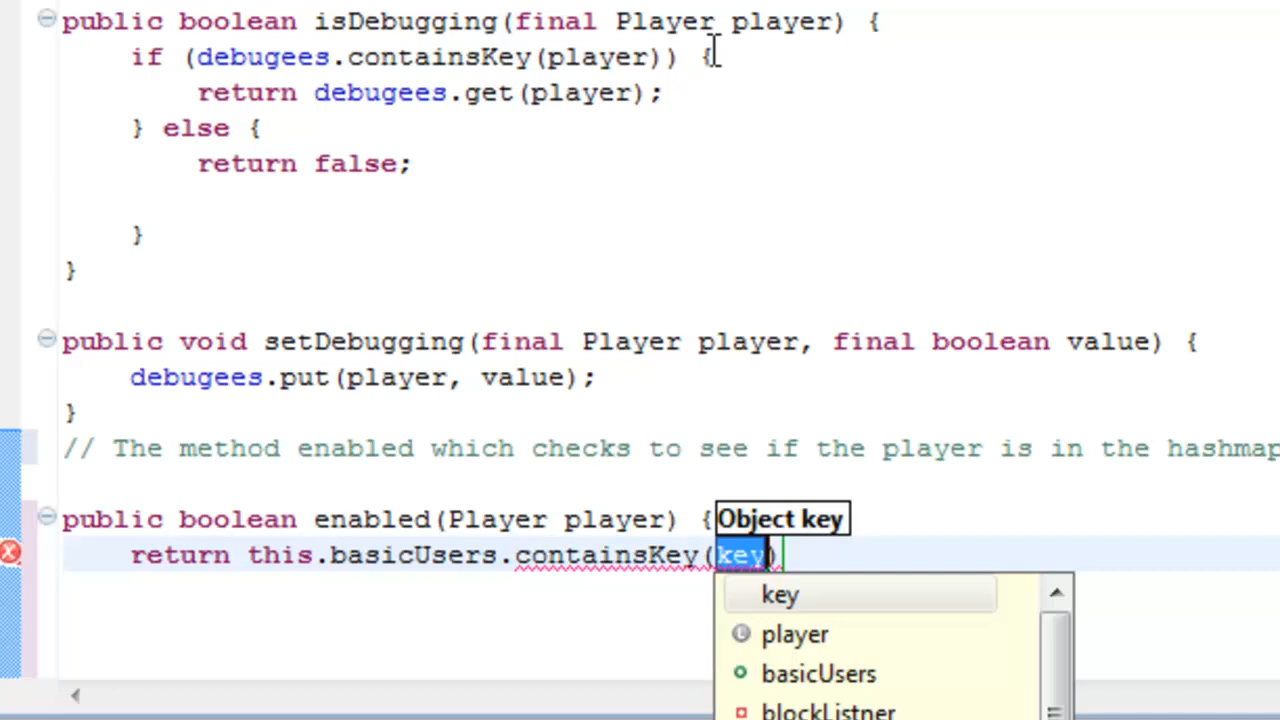 public boolean isDebugging(final Player player) {
if (debugees.containsKey(player)) {
return debugees.get(player);
} else {
return false;
}
}
public void setDebugging(final Player player, final boolean value) {
debugees.put(player, value);
}
// The method enabled which checks to see if the player is in the hashmap
public boolean enabled(Player player) {
Object key
return this.basicUsers.containsKey(key)
key
player
basicUsers
blockListner